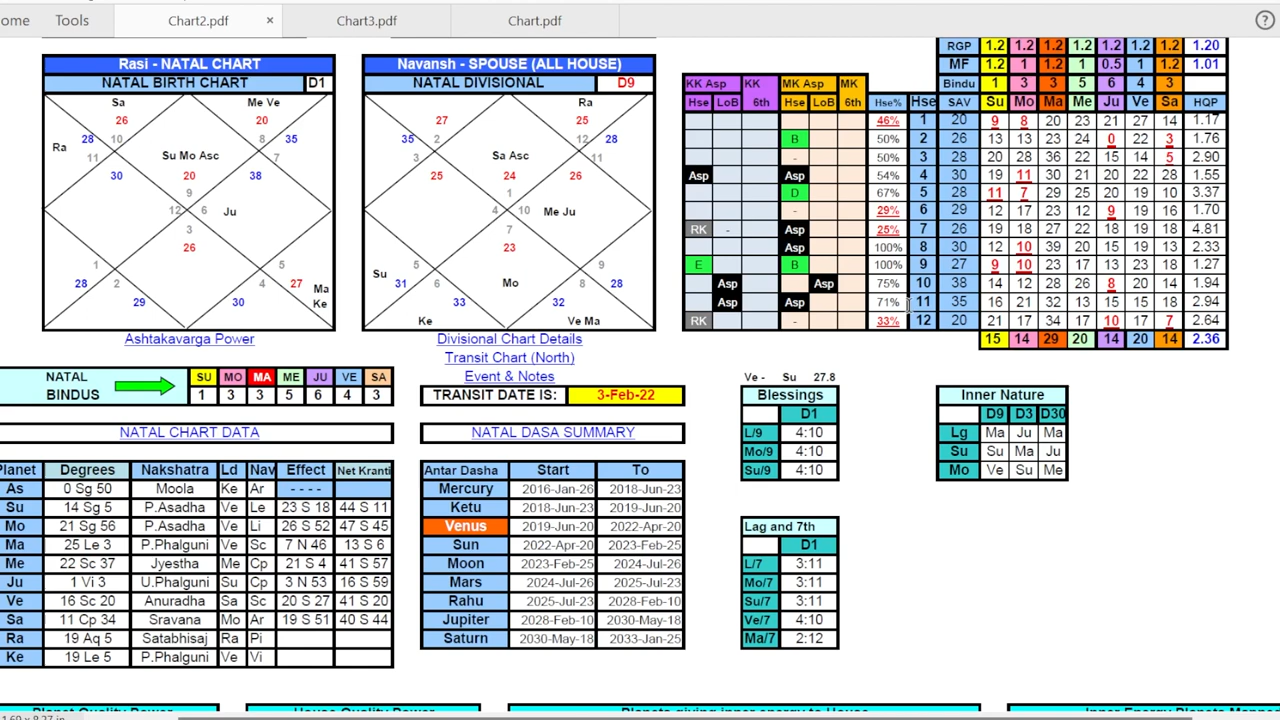 ome Tools Chart2.pdf × Chart3.pdf Chart.pdf ?
Rasi - NATAL CHART
NATAL BIRTH CHART D1
Sa Me Ve
26 20
28 10 8 35
Ra 11 Su Mo Asc 7
30 20 38
9
12 6 Ju
3
26
1 5
28 2 4 27 Ma
29 30 Ke
Ashtakavarga Power
Navansh - SPOUSE (ALL HOUSE)
NATAL DIVISIONAL D9
Ra
27 25
35 2 12 28
3 Sa Asc 11
25 24 26
1
4 10 Me Ju
7
23
Su 5 9
31 6 Mo 8 28
33 32
Ke Ve Ma
Divisional Chart Details
Transit Chart (North)
Event & Notes
RGP 1.2 1.2 1.2 1.2 1.2 1.2 1.2 1.20
MF 1.2 1 1.2 1 0.5 1 1.2 1.01
KK Asp KK MK Asp MK Bindu 1 3 3 5 6 4 3
Hse LoB 6th Hse LoB 6th Hse% Hse SAV Su Mo Ma Me Ju Ve Sa HQP
46% 1 20 9 8 20 23 21 27 14 1.17
B 50% 2 26 13 13 23 24 0 22 3 1.76
- 50% 3 28 20 28 36 22 15 14 5 2.90
Asp Asp 54% 4 30 19 11 30 21 20 22 28 1.55
D 67% 5 28 11 7 29 25 20 19 10 3.37
- 29% 6 29 12 17 23 12 9 19 16 1.70
RK - Asp 25% 7 26 19 18 27 22 18 19 18 4.81
Asp 100% 8 30 12 10 39 20 15 19 13 2.33
E B 100% 9 27 9 10 23 17 13 23 17 1.27
Asp Asp 75% 10 38 14 12 28 26 8 20 14 1.94
Asp Asp 71% 11 35 16 21 32 13 15 15 18 2.94
RK - 33% 12 20 21 17 34 17 10 17 7 2.64
15 14 29 20 14 20 14 2.36
NATAL SU MO MA ME JU VE SA
BINDUS 1 3 3 5 6 4 3
TRANSIT DATE IS: 3-Feb-22
NATAL CHART DATA
Planet Degrees Nakshatra Ld Nav Effect Net Kranti
As 0 Sg 50 Moola Ke Ar - - - -
Su 14 Sg 5 P.Asadha Ve Le 23 S 18 44 S 11
Mo 21 Sg 56 P.Asadha Ve Li 26 S 52 47 S 45
Ma 25 Le 3 P.Phalguni Ve Sc 7 N 46 13 S 6
Me 22 Sc 37 Jyestha Me Cp 21 S 4 41 S 57
Ju 1 Vi 3 U.Phalguni Su Cp 3 N 53 16 S 59
Ve 16 Sc 20 Anuradha Sa Sc 20 S 27 41 S 20
Sa 11 Cp 34 Sravana Mo Ar 19 S 51 40 S 44
Ra 19 Aq 5 Satabhisaj Ra Pi
Ke 19 Le 5 P.Phalguni Ve Vi
NATAL DASA SUMMARY
Antar Dasha Start To
Mercury 2016-Jan-26 2018-Jun-23
Ketu 2018-Jun-23 2019-Jun-20
Venus 2019-Jun-20 2022-Apr-20
Sun 2022-Apr-20 2023-Feb-25
Moon 2023-Feb-25 2024-Jul-26
Mars 2024-Jul-26 2025-Jul-23
Rahu 2025-Jul-23 2028-Feb-10
Jupiter 2028-Feb-10 2030-May-18
Saturn 2030-May-18 2033-Jan-25
Ve - Su 27.8
Blessings
D1
L/9 4:10
Mo/9 4:10
Su/9 4:10
Lag and 7th
D1
L/7 3:11
Mo/7 3:11
Su/7 3:11
Ve/7 4:10
Ma/7 2:12
Inner Nature
D9 D3 D30
Lg Ma Ju Ma
Su Su Ma Ju
Mo Ve Su Me
Planet Quality Power House Quality Power Planets giving inner energy to House Inner Energy Planets Manne
1.69 x 8.27 in